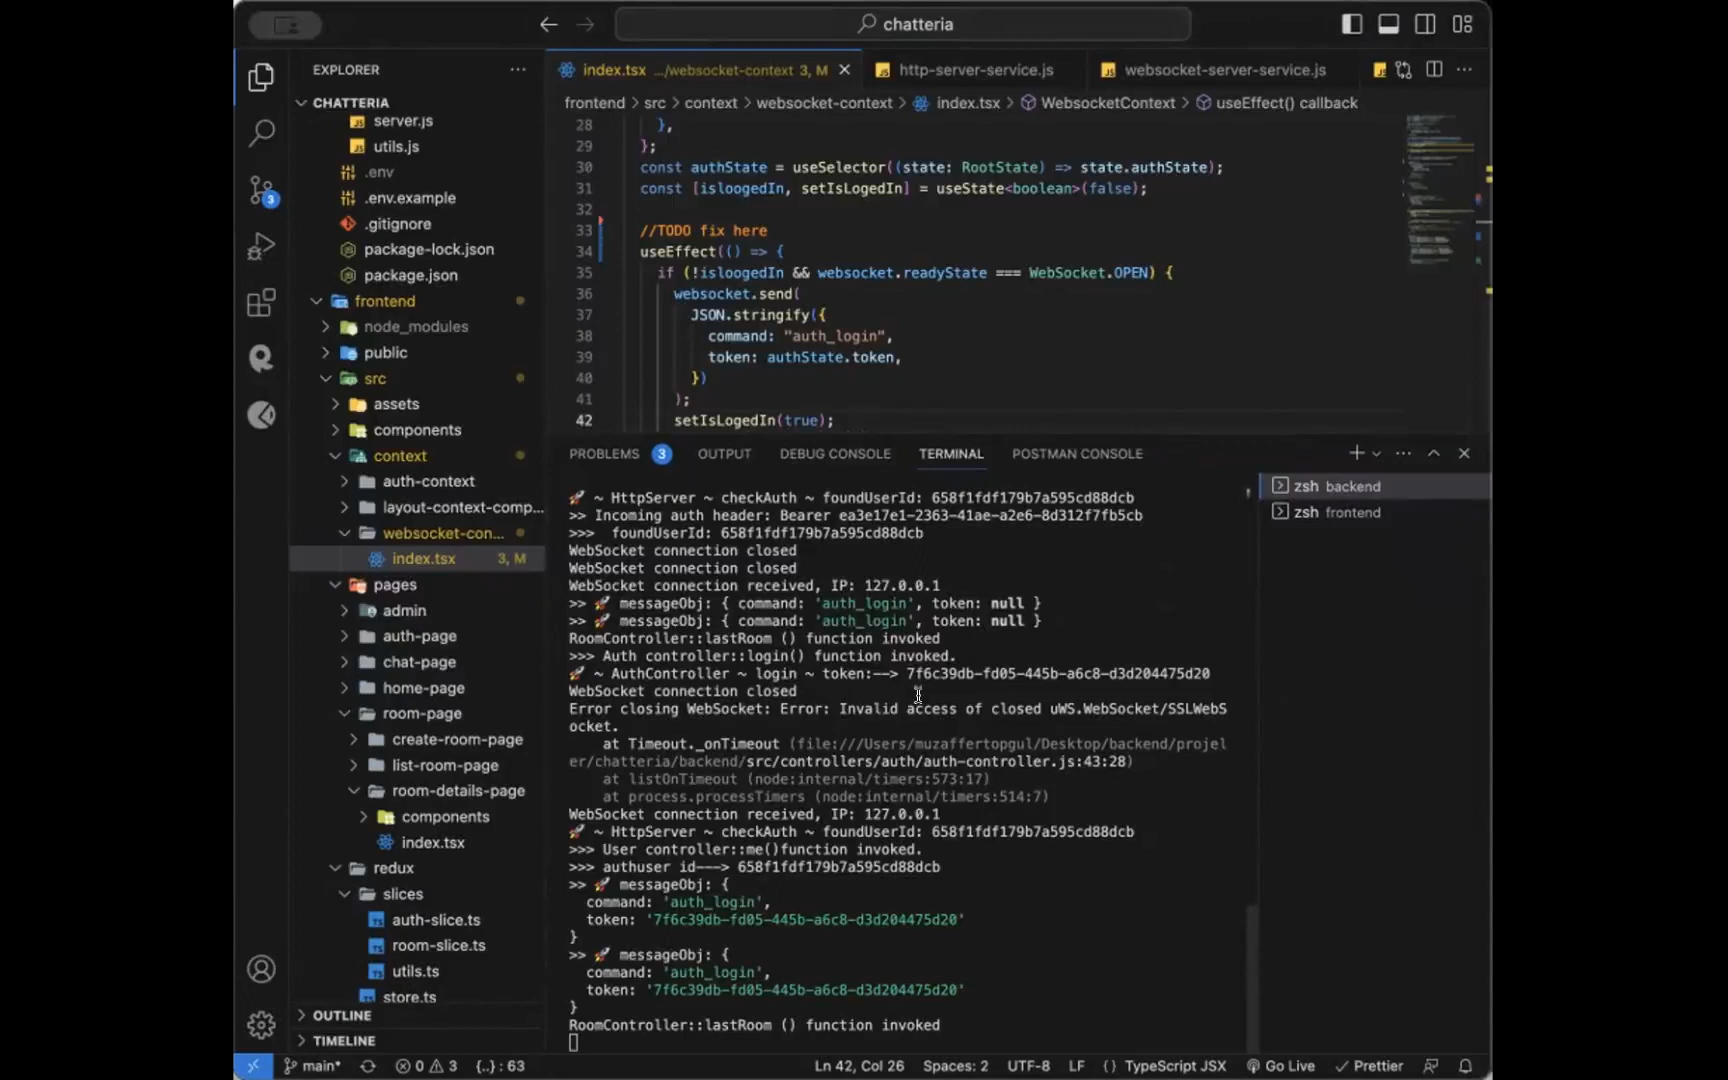 chatteria
EXPLORER
CHATTERIA
server.js
utils.js
.env
.env.example
.gitignore
package-lock.json
package.json
frontend
node_modules
public
src
assets
components
context
auth-context
layout-context-comp...
websocket-con...
index.tsx 3, M
pages
admin
auth-page
chat-page
home-page
room-page
create-room-page
list-room-page
room-details-page
components
index.tsx
redux
slices
auth-slice.ts
room-slice.ts
utils.ts
store.ts
OUTLINE
TIMELINE
3
index.tsx .../websocket-context 3, M
http-server-service.js
websocket-server-service.js
frontend > src > context > websocket-context > index.tsx > WebsocketContext > useEffect() callback
28 },
29 };
30 const authState = useSelector((state: RootState) => state.authState);
31 const [isloogedIn, setIsLogedIn] = useState<boolean>(false);
32
33 //TODO fix here
34 useEffect(() => {
35 if (!isloogedIn && websocket.readyState === WebSocket.OPEN) {
36 websocket.send(
37 JSON.stringify({
38 command: "auth_login",
39 token: authState.token,
40 })
41 );
42 setIsLogedIn(true);
PROBLEMS 3 OUTPUT DEBUG CONSOLE TERMINAL POSTMAN CONSOLE
zsh backend
zsh frontend
🚀 ~ HttpServer ~ checkAuth ~ foundUserId: 658f1fdf179b7a595cd88dcb
>> Incoming auth header: Bearer ea3e17e1-2363-41ae-a2e6-8d312f7fb5cb
>>> foundUserId: 658f1fdf179b7a595cd88dcb
WebSocket connection closed
WebSocket connection closed
WebSocket connection received, IP: 127.0.0.1
>> 🚀 messageObj: { command: 'auth_login', token: null }
>> 🚀 messageObj: { command: 'auth_login', token: null }
RoomController::lastRoom () function invoked
>>> Auth controller::login() function invoked.
🚀 ~ AuthController ~ login ~ token:--> 7f6c39db-fd05-445b-a6c8-d3d204475d20
WebSocket connection closed
Error closing WebSocket: Error: Invalid access of closed uWS.WebSocket/SSLWebS
ocket.
at Timeout._onTimeout (file:///Users/muzaffertopgul/Desktop/backend/projel
er/chatteria/backend/src/controllers/auth/auth-controller.js:43:28)
at listOnTimeout (node:internal/timers:573:17)
at process.processTimers (node:internal/timers:514:7)
WebSocket connection received, IP: 127.0.0.1
🚀 ~ HttpServer ~ checkAuth ~ foundUserId: 658f1fdf179b7a595cd88dcb
>>> User controller::me()function invoked.
>>> authuser id---> 658f1fdf179b7a595cd88dcb
>> 🚀 messageObj: {
command: 'auth_login',
token: '7f6c39db-fd05-445b-a6c8-d3d204475d20'
}
>> 🚀 messageObj: {
command: 'auth_login',
token: '7f6c39db-fd05-445b-a6c8-d3d204475d20'
}
RoomController::lastRoom () function invoked
main* 0 3 {..}: 63 Ln 42, Col 26 Spaces: 2 UTF-8 LF {} TypeScript JSX Go Live Prettier